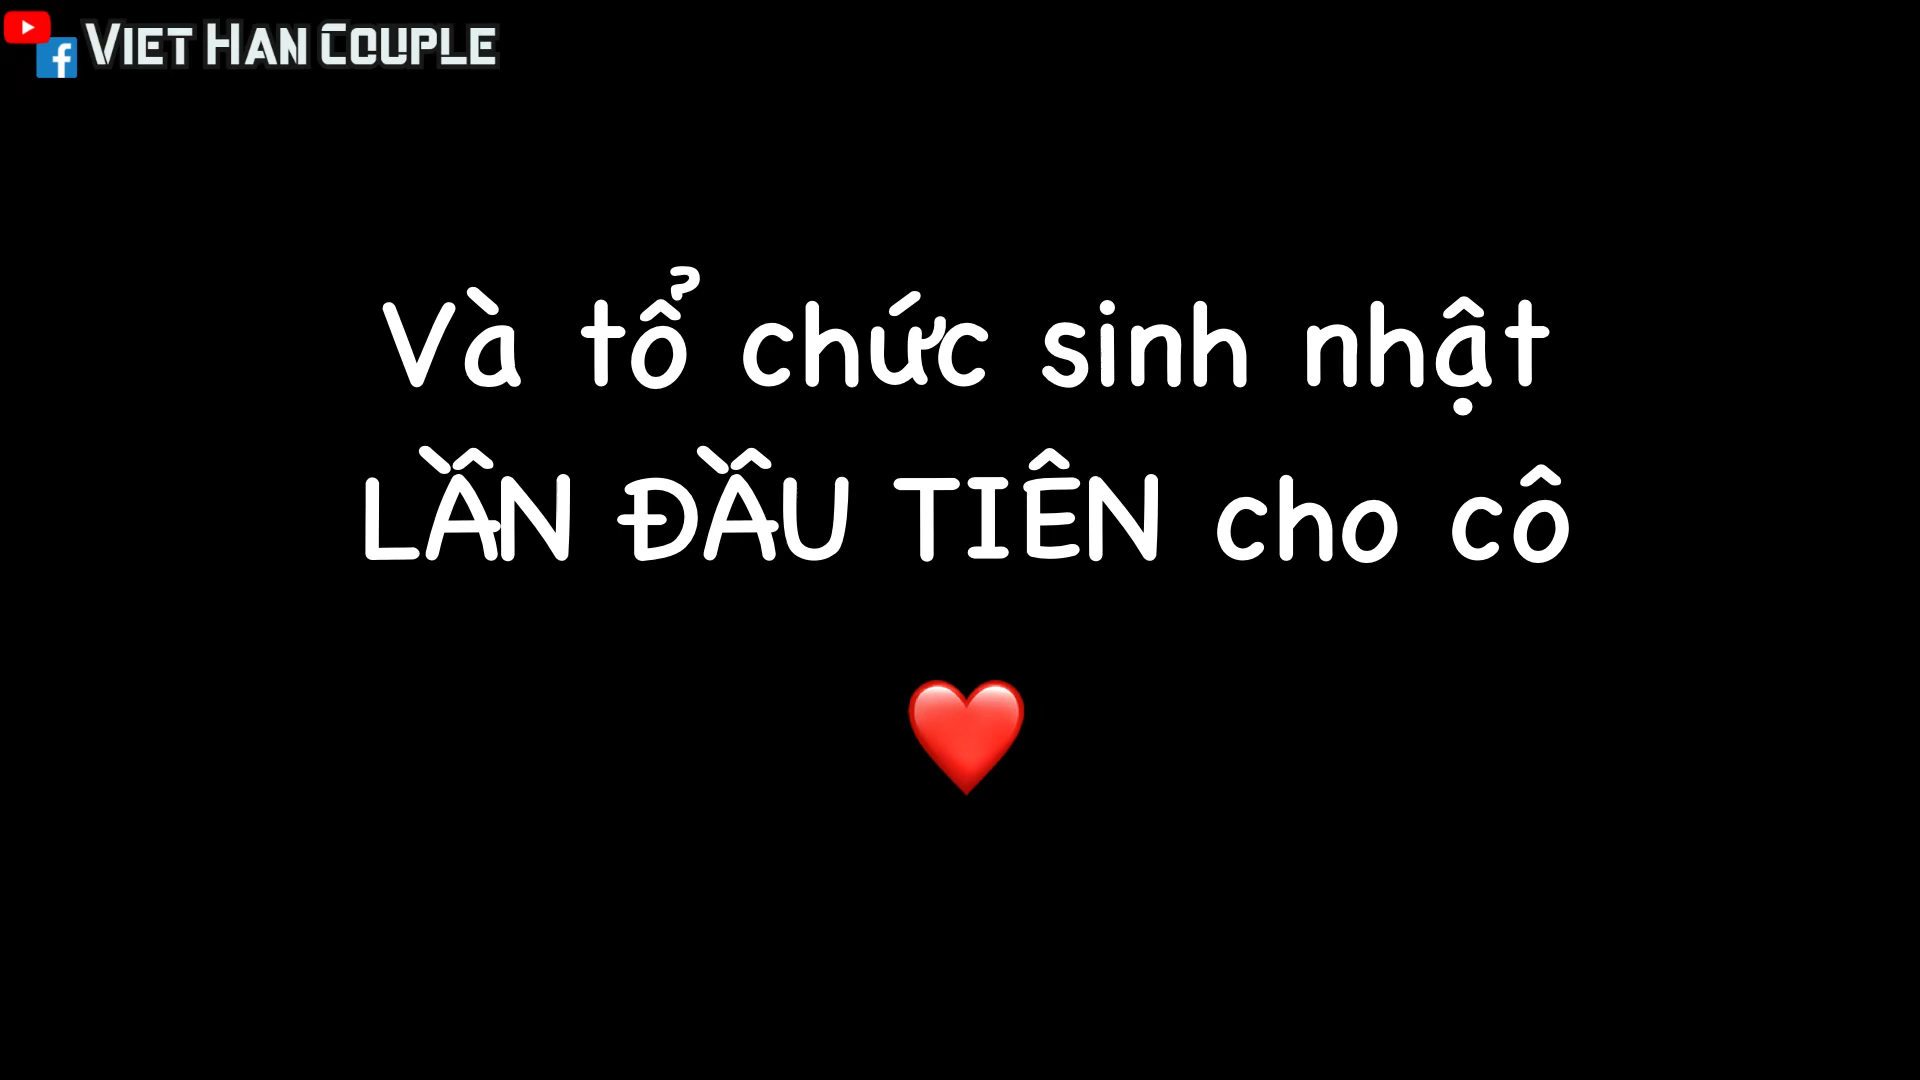 VIET HAN COUPLE
Và tổ chức sinh nhật
LẦN ĐẦU TIÊN cho cô
❤️